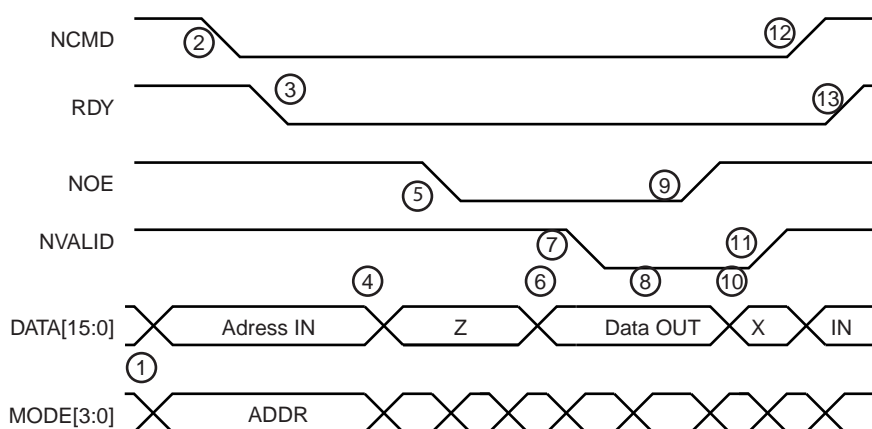 NCMD
2
12
RDY
3
13
NOE
5
9
NVALID
7
11
4
6
8
10
DATA[15:0]
Adress IN
Z
Data OUT
X
IN
1
MODE[3:0]
ADDR